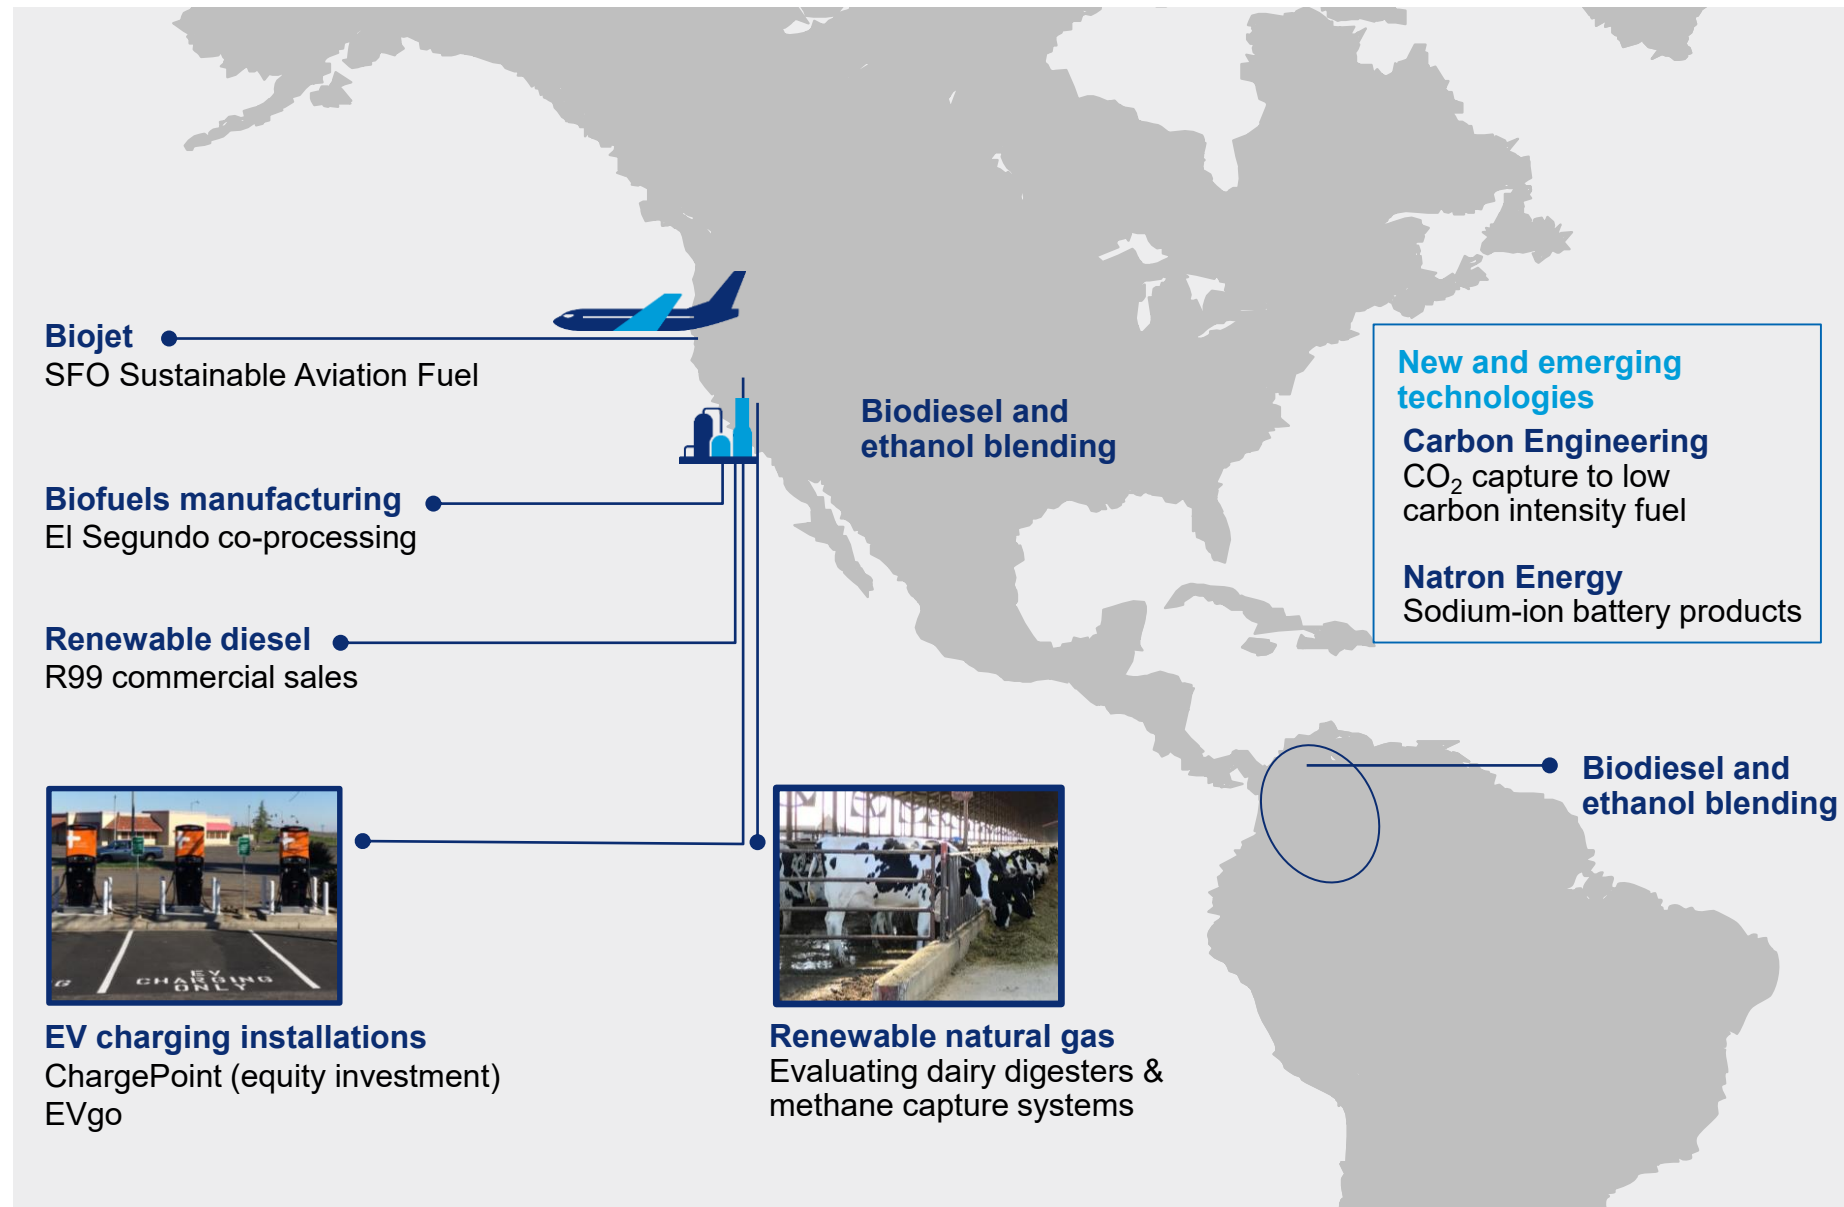 Biojet
SFO Sustainable Aviation Fuel
Biofuels manufacturing
El Segundo co-processing
Renewable diesel
R99 commercial sales
EV
CHARGING
ONLY
EV charging installations
ChargePoint (equity investment)
EVgo
Biodiesel and
ethanol blending
Renewable natural gas
Evaluating dairy digesters &
methane capture systems
New and emerging
technologies
Carbon Engineering
CO₂ capture to low
carbon intensity fuel
Natron Energy
Sodium-ion battery products
Biodiesel and
ethanol blending